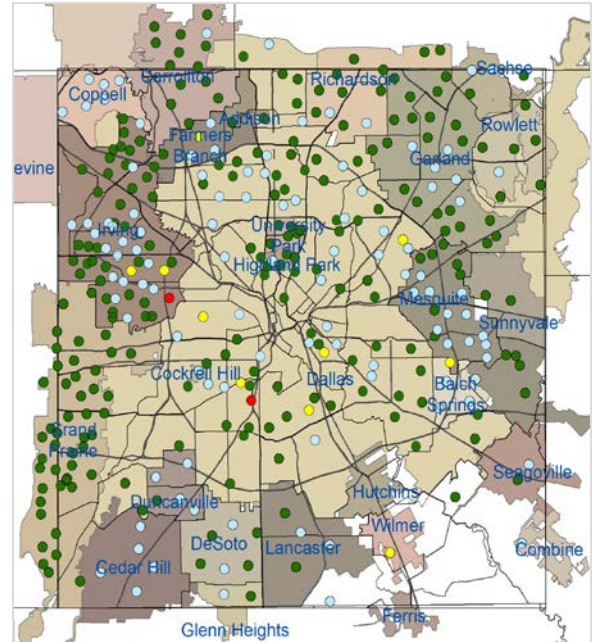 Sachse
Carrollton
Richardson
Coppell
Addison
Rowlett
Farmers
Branch
Garland
evine
University
Park
Irving
Highland Park
Mesquite
Sunnyvale
Cockrell Hill
Dallas
Balch
Springs
Grand
Prairie
Seagoville
Hutchins
Duncanville
Wilmer
DeSoto
Lancaster
Combine
Cedar Hill
Ferris
Glenn Heights